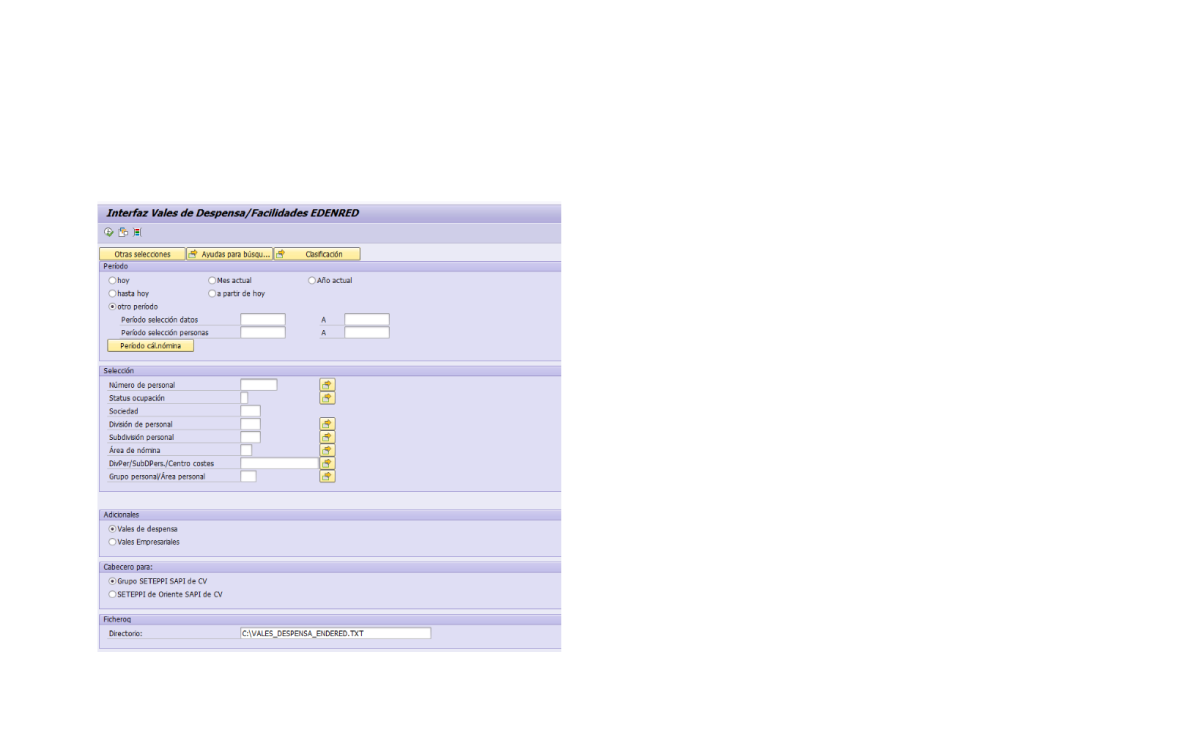 Interfaz Vales de Despensa/Facilidades EDENRED
Otras selecciones Ayudas para búsqu... Clasificación
Período
hoy Mes actual Año actual
hasta hoy a partir de hoy
otro período
Período selección datos A
Período selección personas A
Período cál.nómina
Selección
Número de personal
Status ocupación
Sociedad
División de personal
Subdivisión personal
Área de nómina
DivPer/SubDPers./Centro costes
Grupo personal/Área personal
Adicionales
Vales de despensa
Vales Empresariales
Cabecero para:
Grupo SETEPPI SAPI de CV
SETEPPI de Oriente SAPI de CV
Ficheroq
Directorio: C:\VALES_DESPENSA_ENDERED.TXT